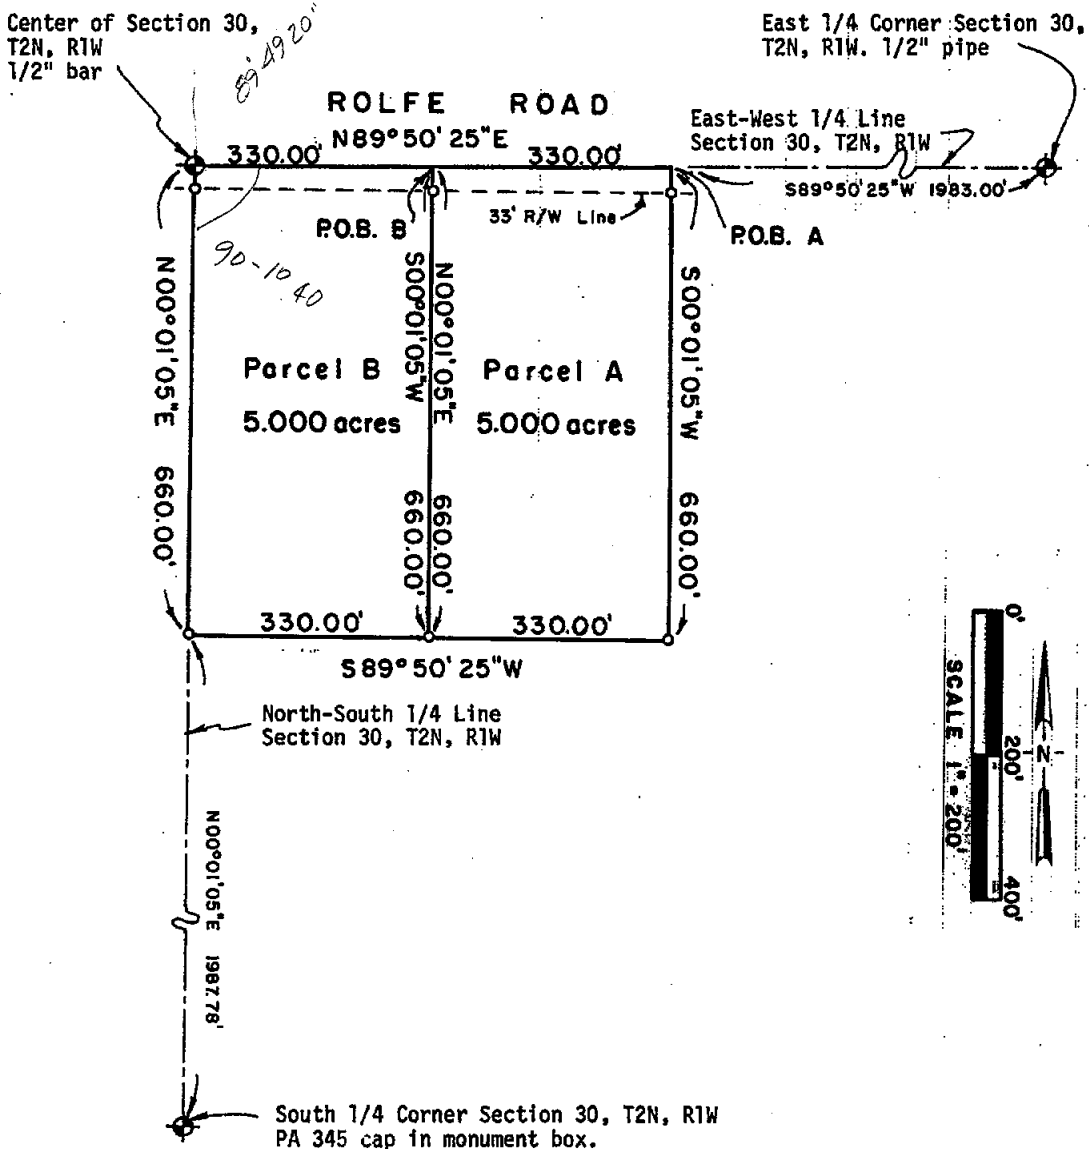 Center of Section 30,
T2N, R1W
1/2" bar
89°49'20"
East 1/4 Corner Section 30,
T2N, R1W. 1/2" pipe
ROLFE ROAD
N89°50'25"E
330.00'
330.00'
East-West 1/4 Line
Section 30, T2N, R1W
S89°50'25"W 1983.00'
33' R/W Line
P.O.B. B
P.O.B. A
90-10 40
N00°01'05"E 660.00'
S00°01'05"W 660.00'
N00°01'05"E 660.00'
S00°01'05"W 660.00'
Parcel B
5.000 acres
Parcel A
5.000 acres
330.00'
330.00'
S89°50'25"W
North-South 1/4 Line
Section 30, T2N, R1W
N00°01'05"E 1987.78'
0'
200'
400'
SCALE 1" = 200'
N
South 1/4 Corner Section 30, T2N, R1W
PA 345 cap in monument box.